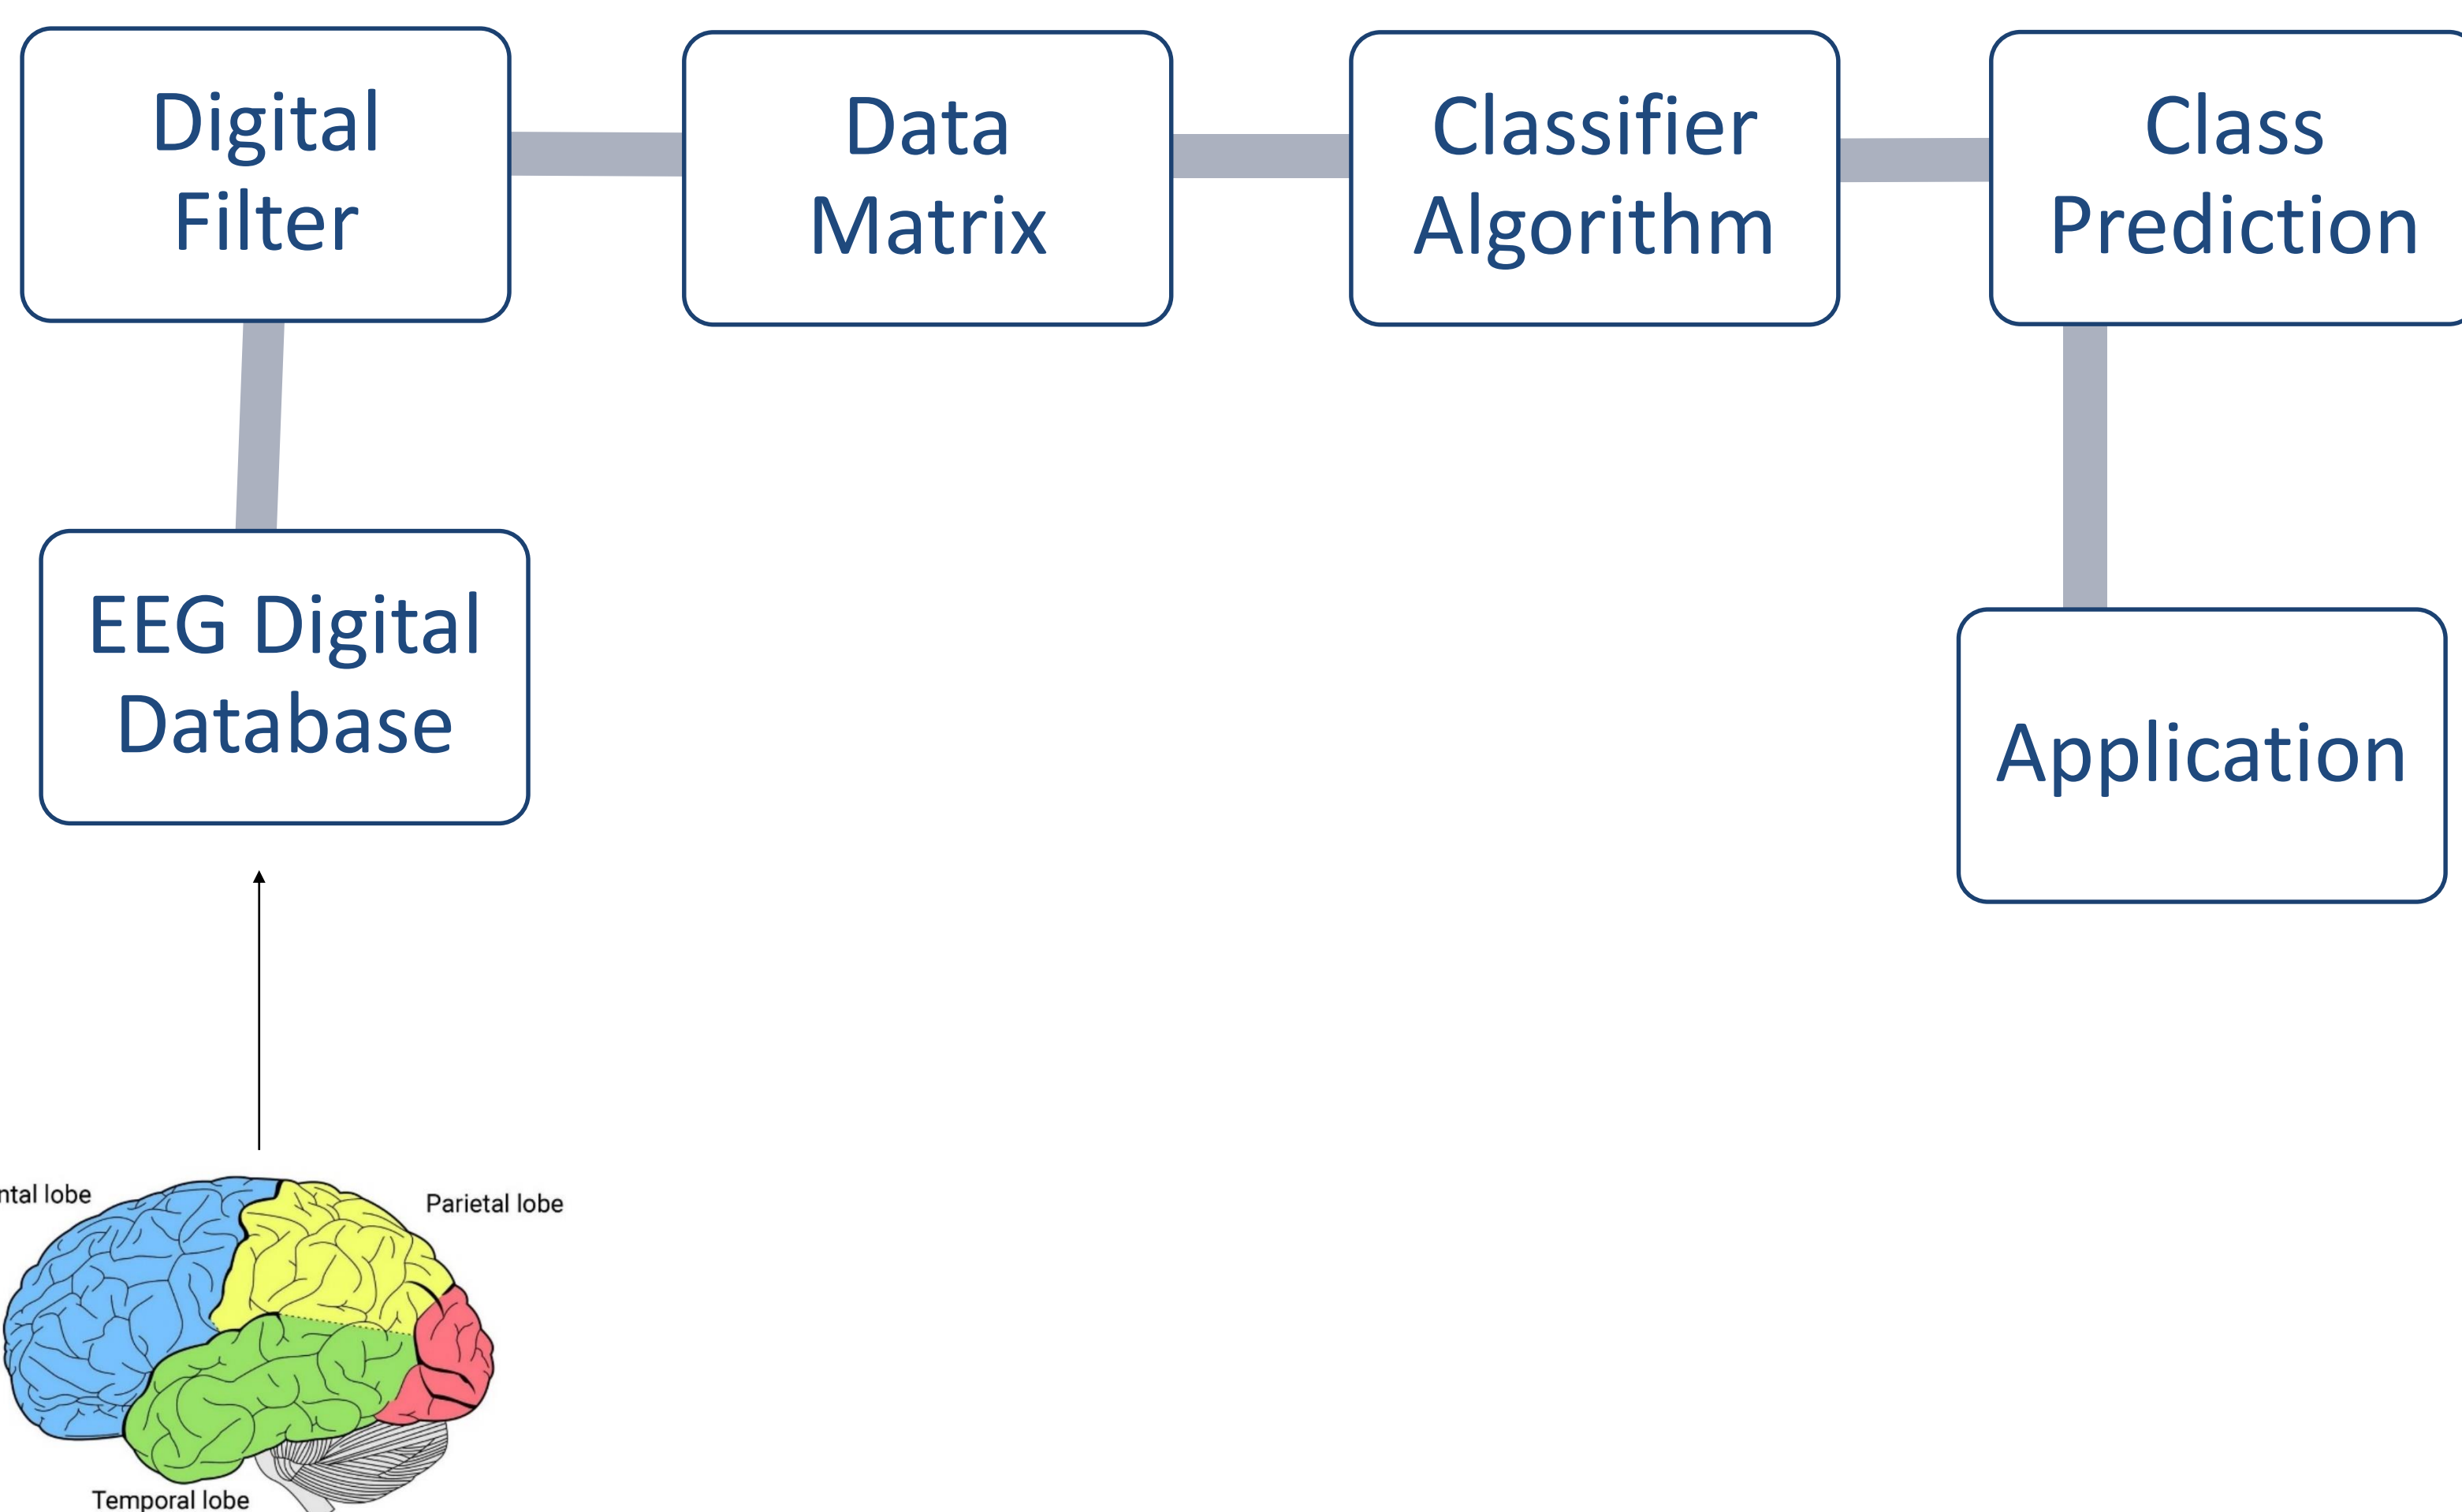 Digital
Filter
Data
Matrix
Classifier
Algorithm
Class
Prediction
EEG Digital
Database
Application
ntal lobe
Parietal lobe
Temporal lobe